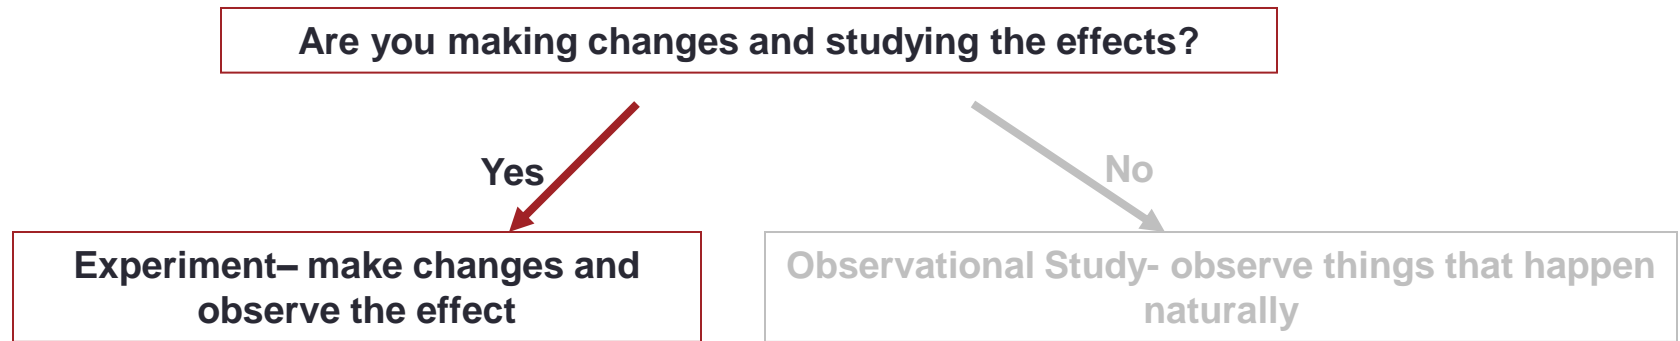 Are you making changes and studying the effects?
Yes
No
Experiment– make changes and
observe the effect
Observational Study- observe things that happen
naturally